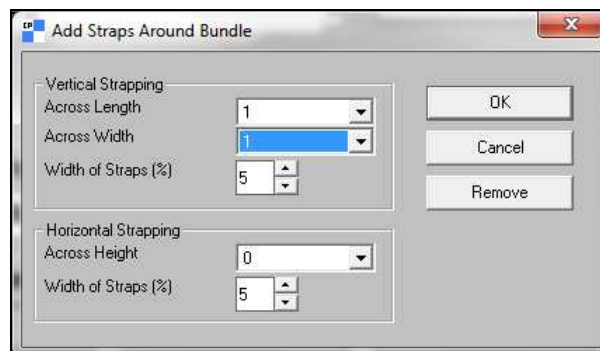 CP
Add Straps Around Bundle
Vertical Strapping
Across Length
1
Across Width
1
Width of Straps (%)
5
Horizontal Strapping
Across Height
0
Width of Straps (%)
5
OK
Cancel
Remove